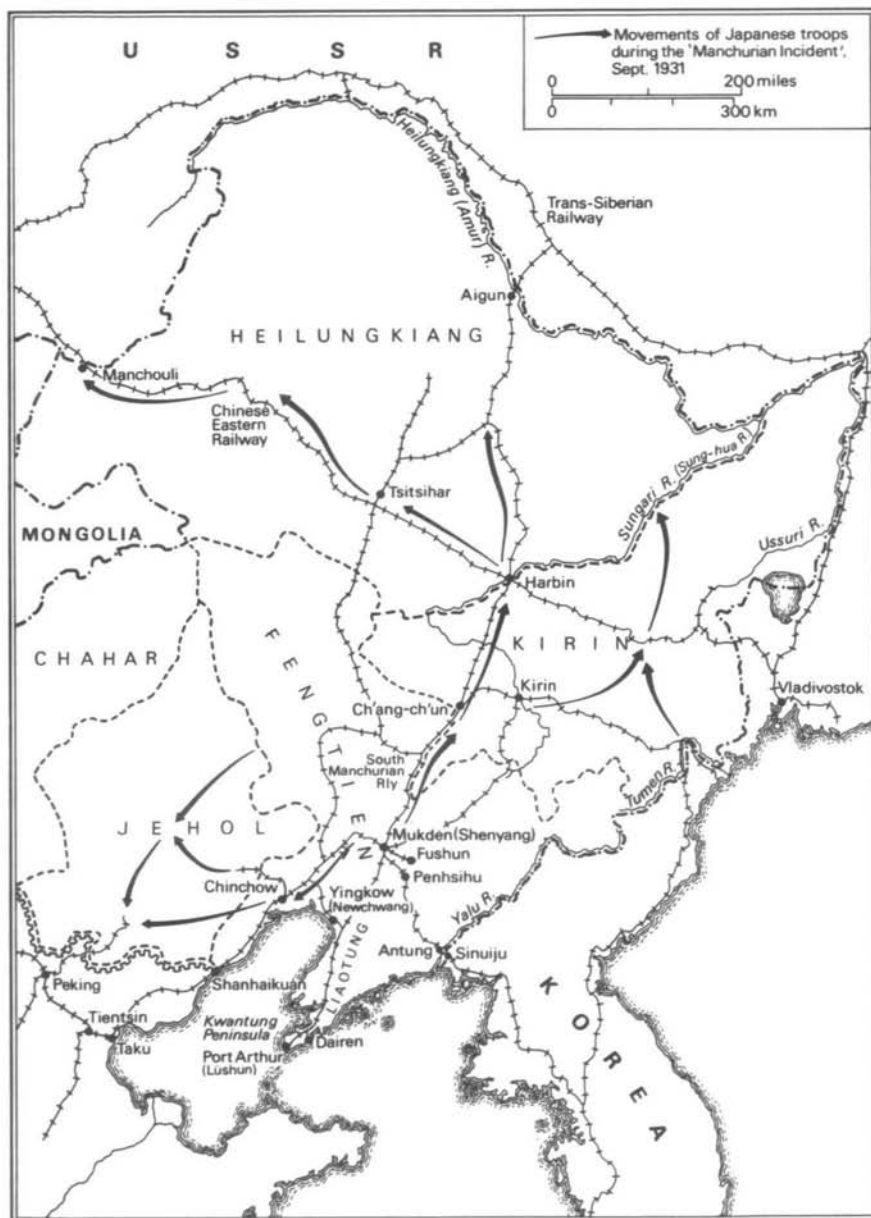 U S S R
Movements of Japanese troops
during the 'Manchurian Incident'.
Sept. 1931
0 200 miles
0 300 km
Heilungkiang (Amur) R.
Trans-Siberian
Railway
Aigun
HEILUNGKIANG
Manchouli
Chinese
Eastern
Railway
Tsitsihar
Sungari R. (Sung-hua R)
Ussuri R.
MONGOLIA
Harbin
CHAHAR
FENGTIEN
KIRIN
Kirin
Vladivostok
Ch'ang-ch'un
South
Manchurian
Rly
Tumen R.
JEHOL
Mukden (Shenyang)
Fushun
Penhsihu
Chinchow
Yingkow
(Newchwang)
Yalu R.
Antung
Sinuiju
LIAOTUNG
Peking
Shanhaikuan
Tientsin
Taku
Kwantung
Peninsula
Port Arthur
(Lüshun)
Dairen
KOREA